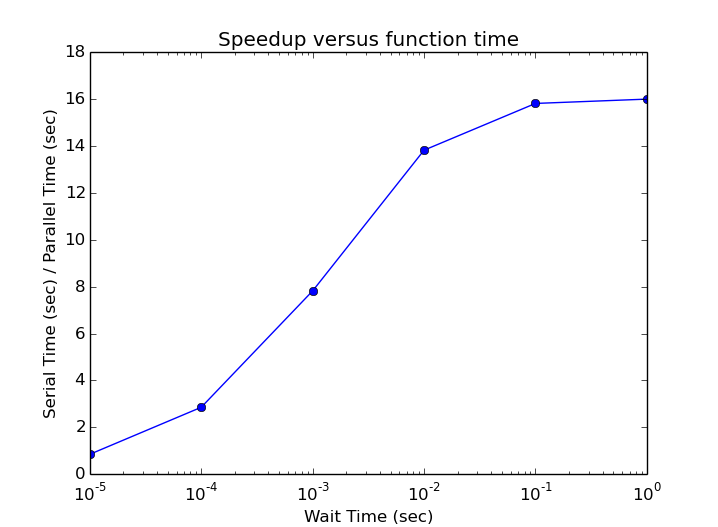 Speedup versus function time
18
16
14
12
10
8
6
4
2
0
Serial Time (sec) / Parallel Time (sec)
10^-5 10^-4 10^-3 10^-2 10^-1 10^0
Wait Time (sec)